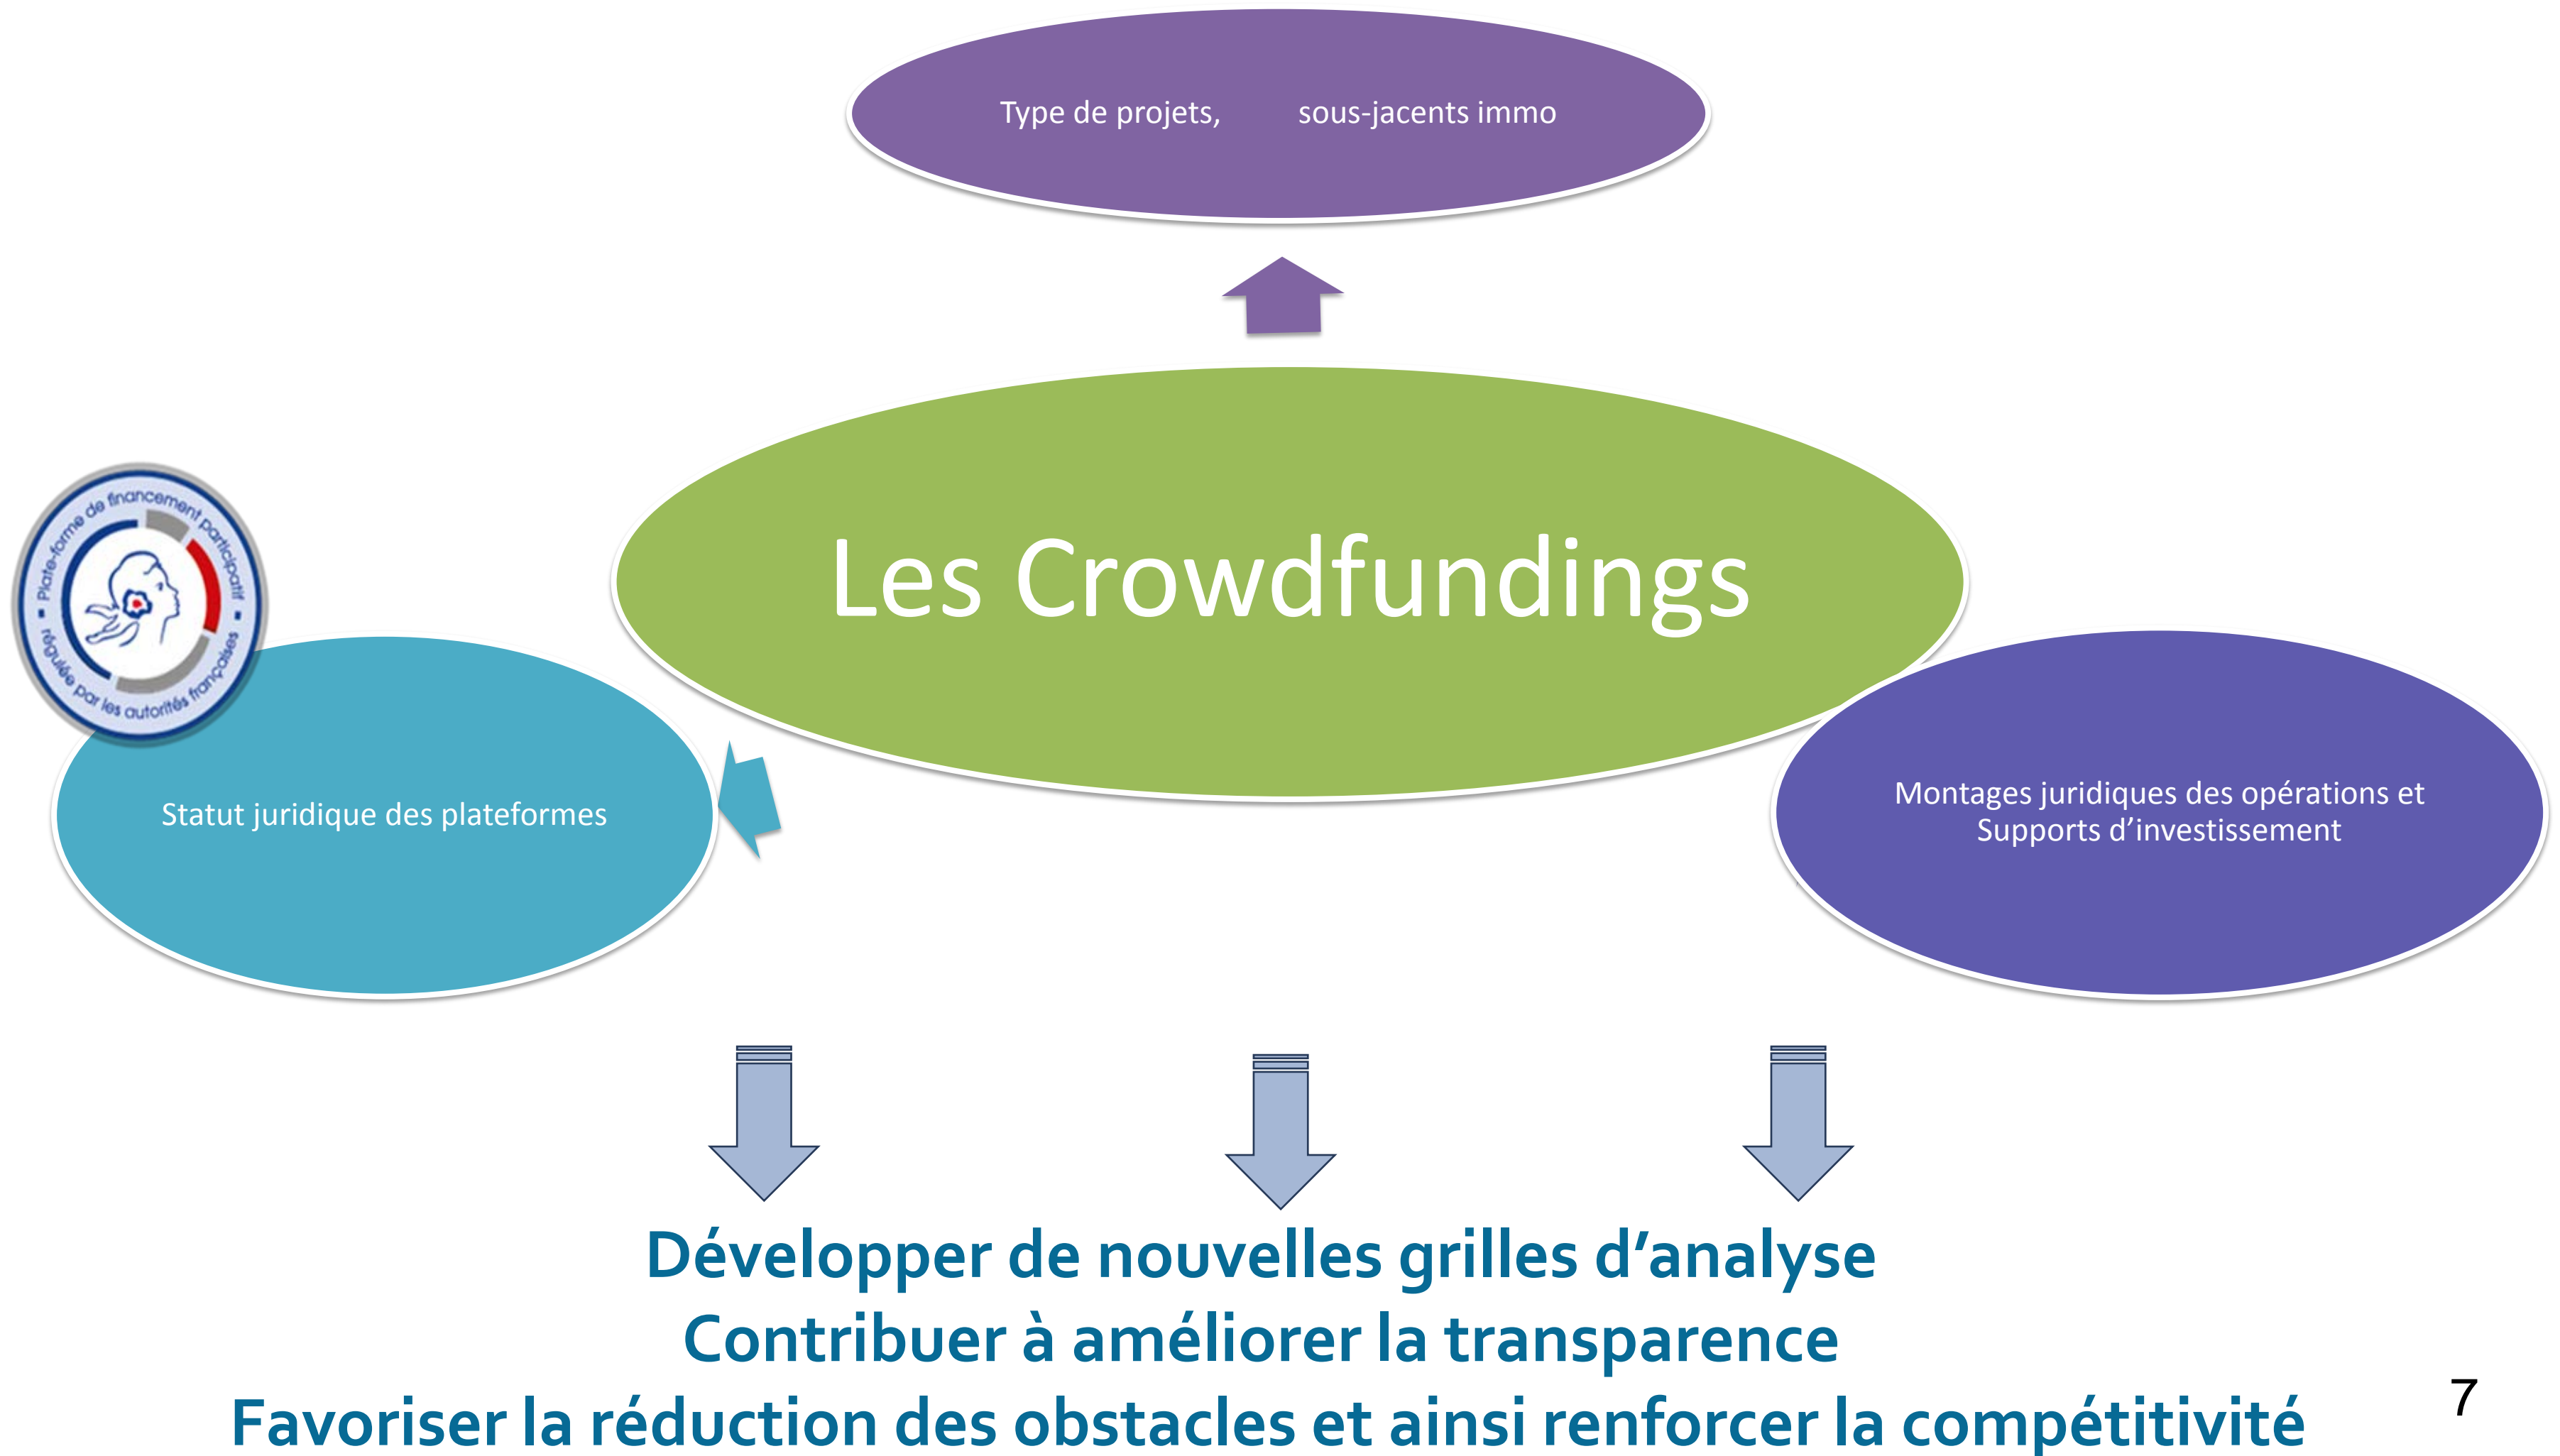 Type de projets, sous-jacents immo
Les Crowdfundings
Plate-forme de financement participatif
régulée par les autorités françaises
Statut juridique des plateformes
Montages juridiques des opérations et
Supports d’investissement
Développer de nouvelles grilles d’analyse
Contribuer à améliorer la transparence
Favoriser la réduction des obstacles et ainsi renforcer la compétitivité
7